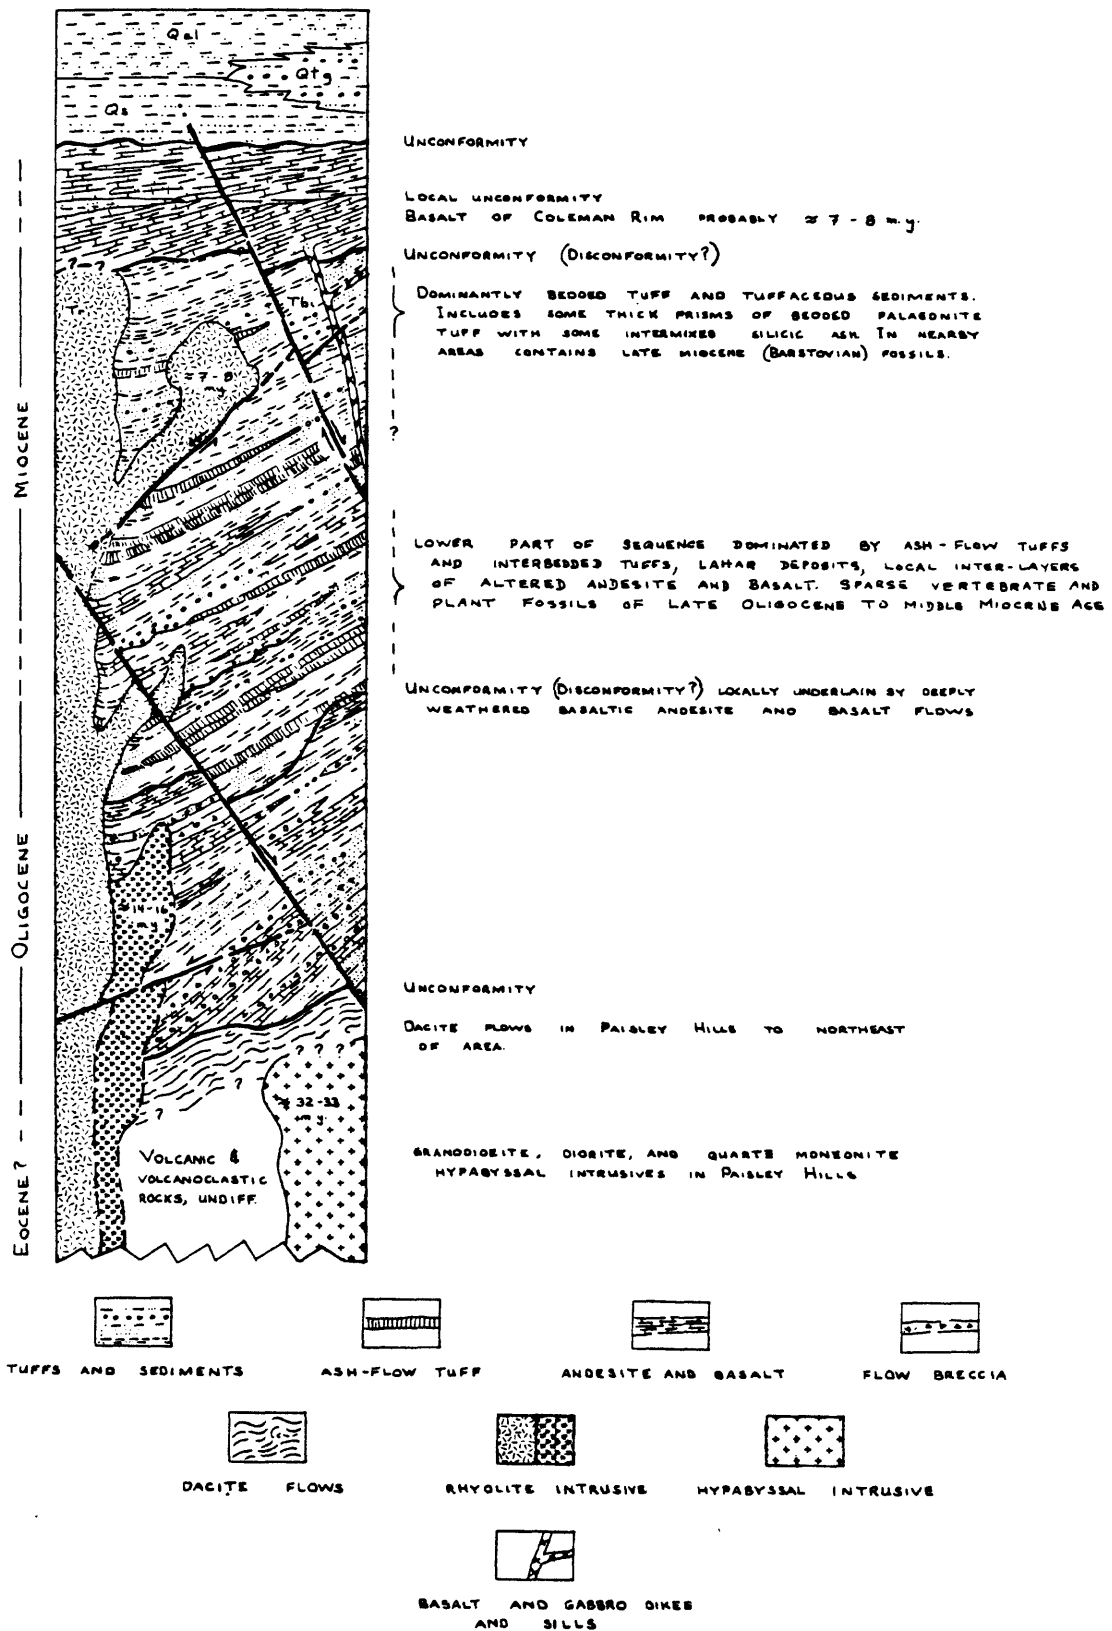 Qal
Qtg
Qs
UNCONFORMITY
LOCAL UNCONFORMITY
BASALT OF COLEMAN RIM PROBABLY ≈ 7 - 8 m.y.
UNCONFORMITY (DISCONFORMITY?)
? — ?
DOMINANTLY BEDDED TUFF AND TUFFACEOUS SEDIMENTS.
INCLUDES SOME THICK PRISMS OF BEDDED PALAGONITE
TUFF WITH SOME INTERMIXED SILICIC ASH IN NEARBY
AREAS CONTAINS LATE MIOCENE (BARSTOVIAN) FOSSILS.
Tbi
≈ 7 - 8
m.y.
?
MIOCENE
LOWER PART OF SEQUENCE DOMINATED BY ASH-FLOW TUFFS
AND INTERBEDDED TUFFS, LAHAR DEPOSITS, LOCAL INTER-LAYERS
OF ALTERED ANDESITE AND BASALT. SPARSE VERTEBRATE AND
PLANT FOSSILS OF LATE OLIGOCENE TO MIDDLE MIOCENE AGE
UNCONFORMITY (DISCONFORMITY?) LOCALLY UNDERLAIN BY DEEPLY
WEATHERED BASALTIC ANDESITE AND BASALT FLOWS
OLIGOCENE
≈ 14-16
m.y.
UNCONFORMITY
DACITE FLOWS IN PAISLEY HILLS TO NORTHEAST
OF AREA.
? ? ?
?
?
≈ 32-33
m.y.
VOLCANIC &
VOLCANOCLASTIC
ROCKS, UNDIFF.
GRANODIORITE, DIORITE, AND QUARTZ MONZONITE
HYPABYSSAL INTRUSIVES IN PAISLEY HILLS
EOCENE ?
TUFFS AND SEDIMENTS
ASH-FLOW TUFF
ANDESITE AND BASALT
FLOW BRECCIA
DACITE FLOWS
RHYOLITE INTRUSIVE
HYPABYSSAL INTRUSIVE
BASALT AND GABBRO DIKES
AND SILLS